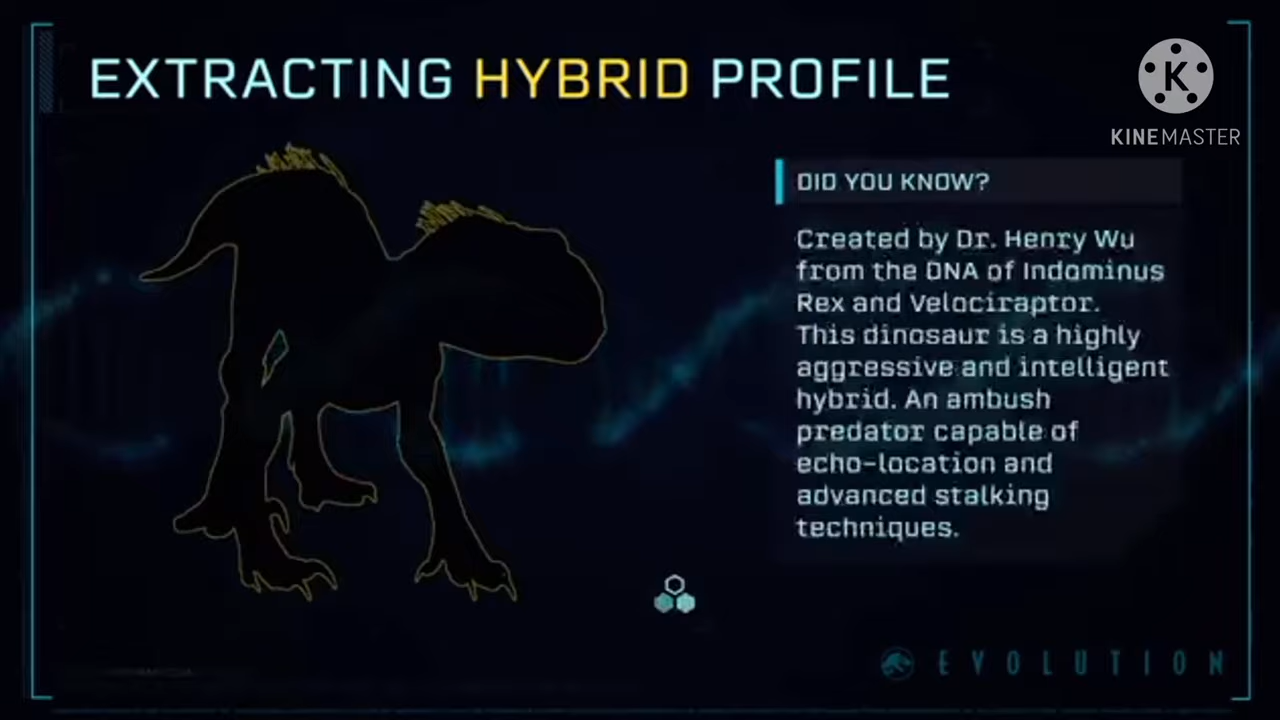 EXTRACTING HYBRID PROFILE
K
KINEMASTER
DID YOU KNOW?
Created by Dr. Henry Wu
from the DNA of Indominus
Rex and Velociraptor.
This dinosaur is a highly
aggressive and intelligent
hybrid. An ambush
predator capable of
echo-location and
advanced stalking
techniques.
EVOLUTION